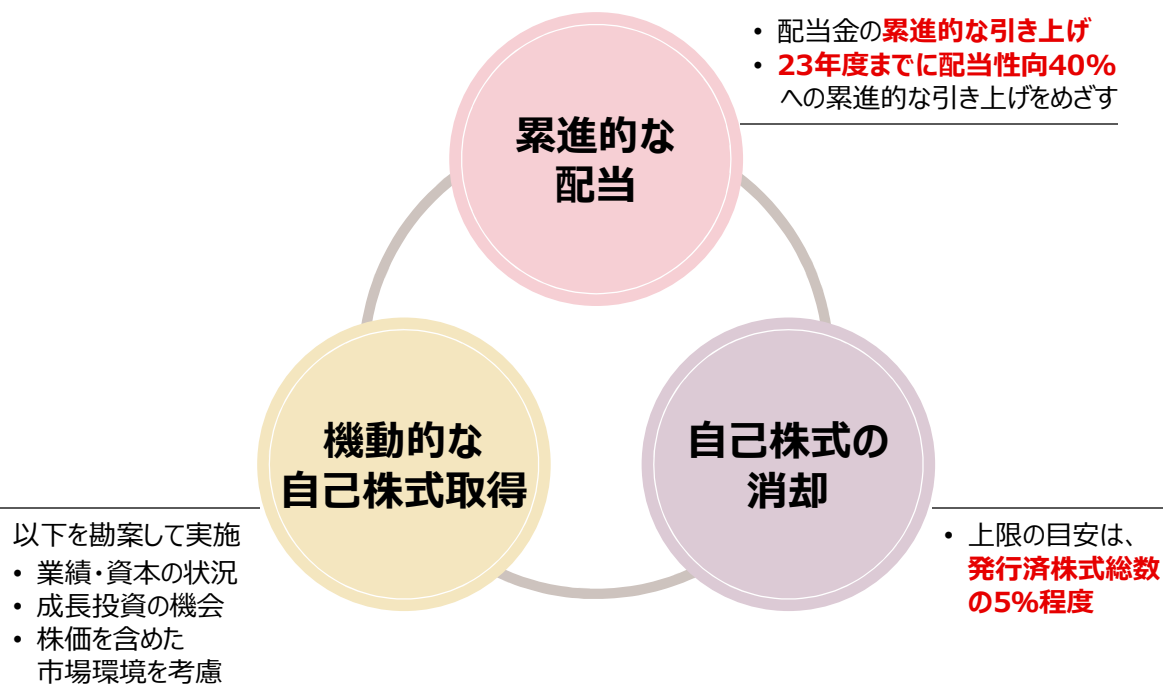 • 配当金の累進的な引き上げ
• 23年度までに配当性向40%
への累進的な引き上げをめざす
累進的な
配当
機動的な
自己株式取得
自己株式の
消却
以下を勘案して実施
• 業績・資本の状況
• 成長投資の機会
• 株価を含めた
市場環境を考慮
• 上限の目安は、
発行済株式総数
の5%程度